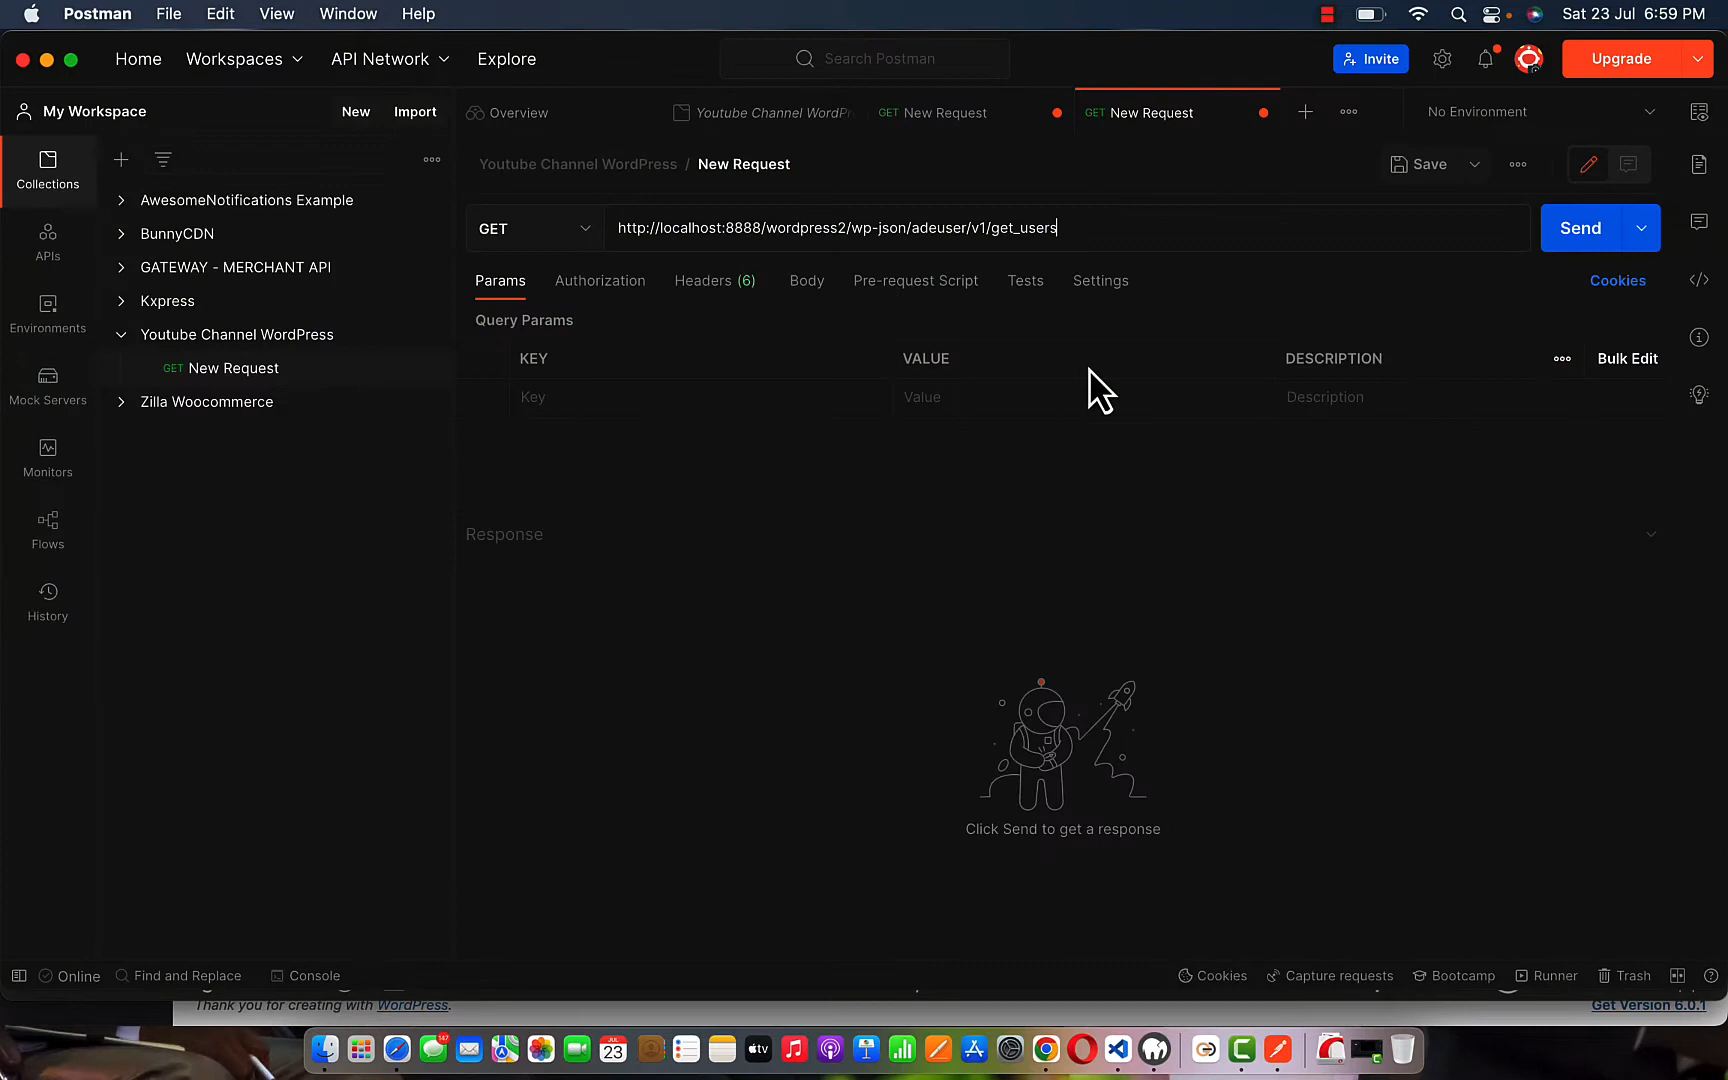 Postman File Edit View Window Help Sat 23 Jul 6:59 PM
Home Workspaces API Network Explore Search Postman Invite Upgrade
My Workspace New Import Overview Youtube Channel WordPr GET New Request GET New Request No Environment
Youtube Channel WordPress / New Request Save
Collections
AwesomeNotifications Example
BunnyCDN
GATEWAY - MERCHANT API
Kxpress
Youtube Channel WordPress
GET New Request
Zilla Woocommerce
APIs
Environments
Mock Servers
Monitors
Flows
History
GET http://localhost:8888/wordpress2/wp-json/adeuser/v1/get_users Send
Params Authorization Headers (6) Body Pre-request Script Tests Settings Cookies
Query Params
KEY VALUE DESCRIPTION Bulk Edit
Key Value Description
Response
Click Send to get a response
Online Find and Replace Console Cookies Capture requests Bootcamp Runner Trash
Thank you for creating with WordPress. Get Version 6.0.1
147
JUL
23
tv